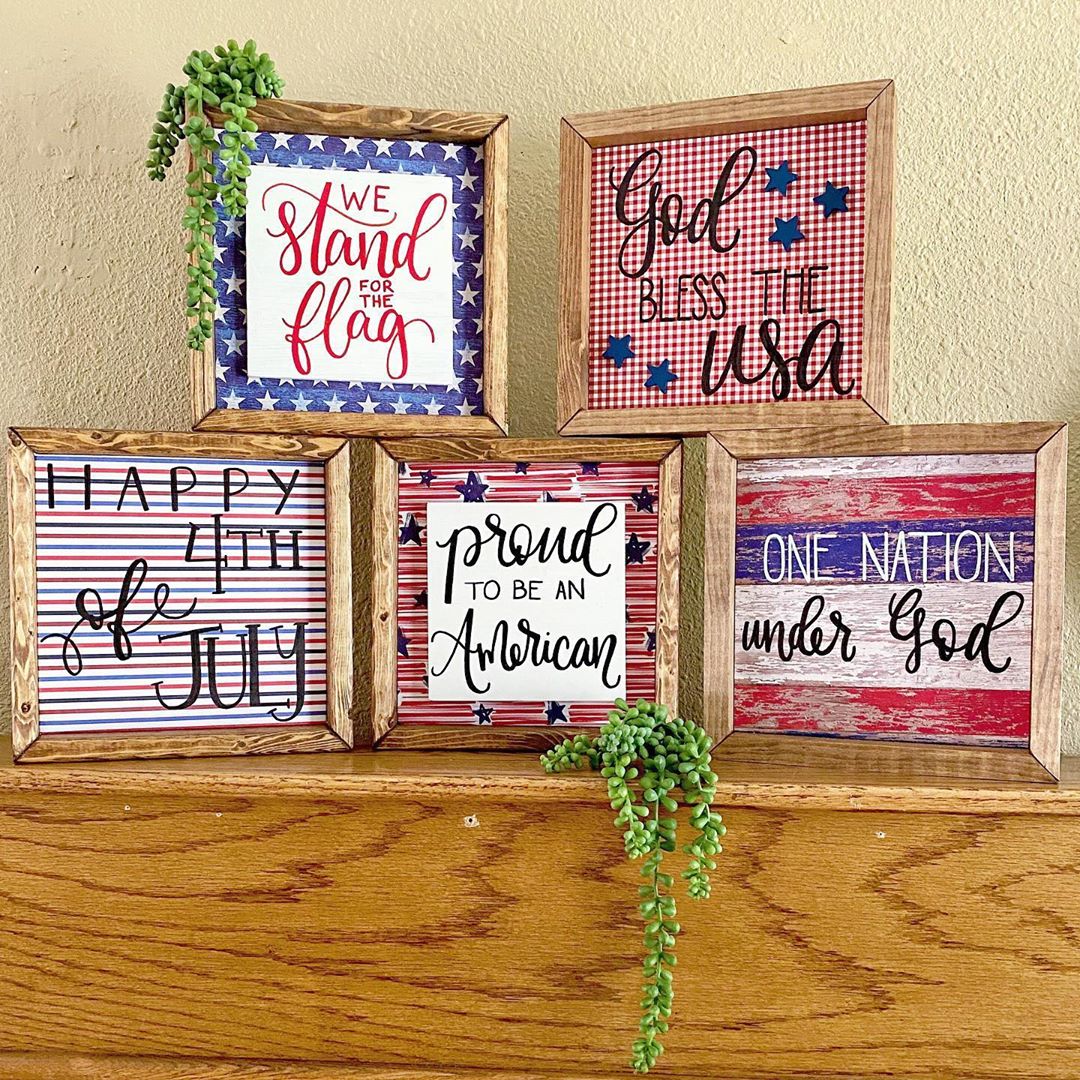 WE
Stand
FOR
THE
flag
God
BLESS THE
USA
HAPPY
4TH
of
JULY
proud
TO BE AN
American
ONE NATION
under God